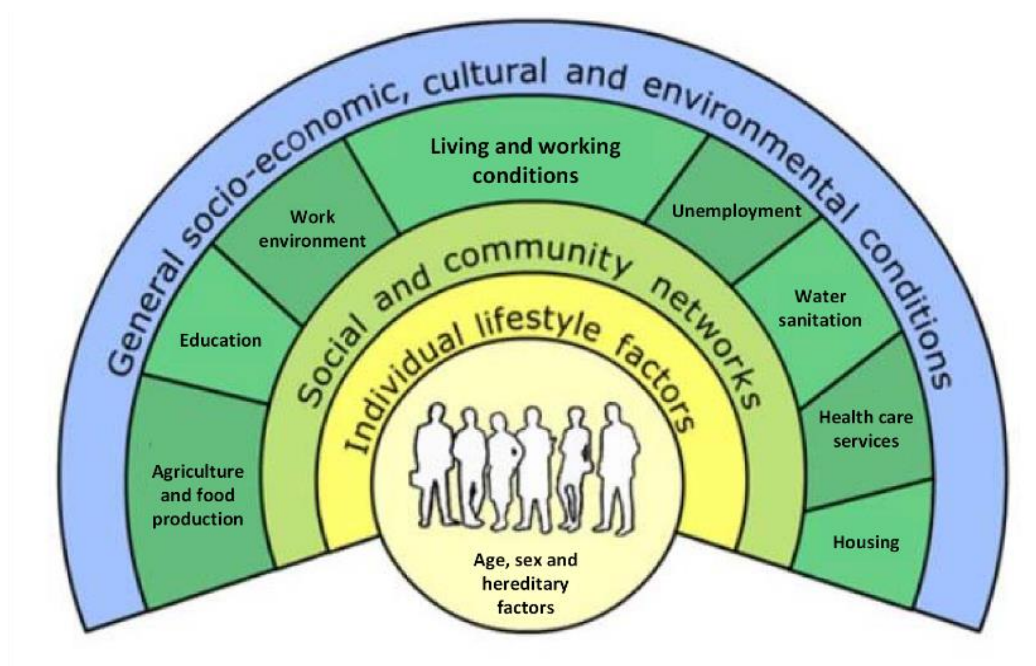 General socio-economic, cultural and environmental conditions
Living and working
conditions
Work
environment
Unemployment
Education
Water
sanitation
Agriculture
and food
production
Health care
services
Housing
Social and community networks
Individual lifestyle factors
Age, sex and
hereditary
factors